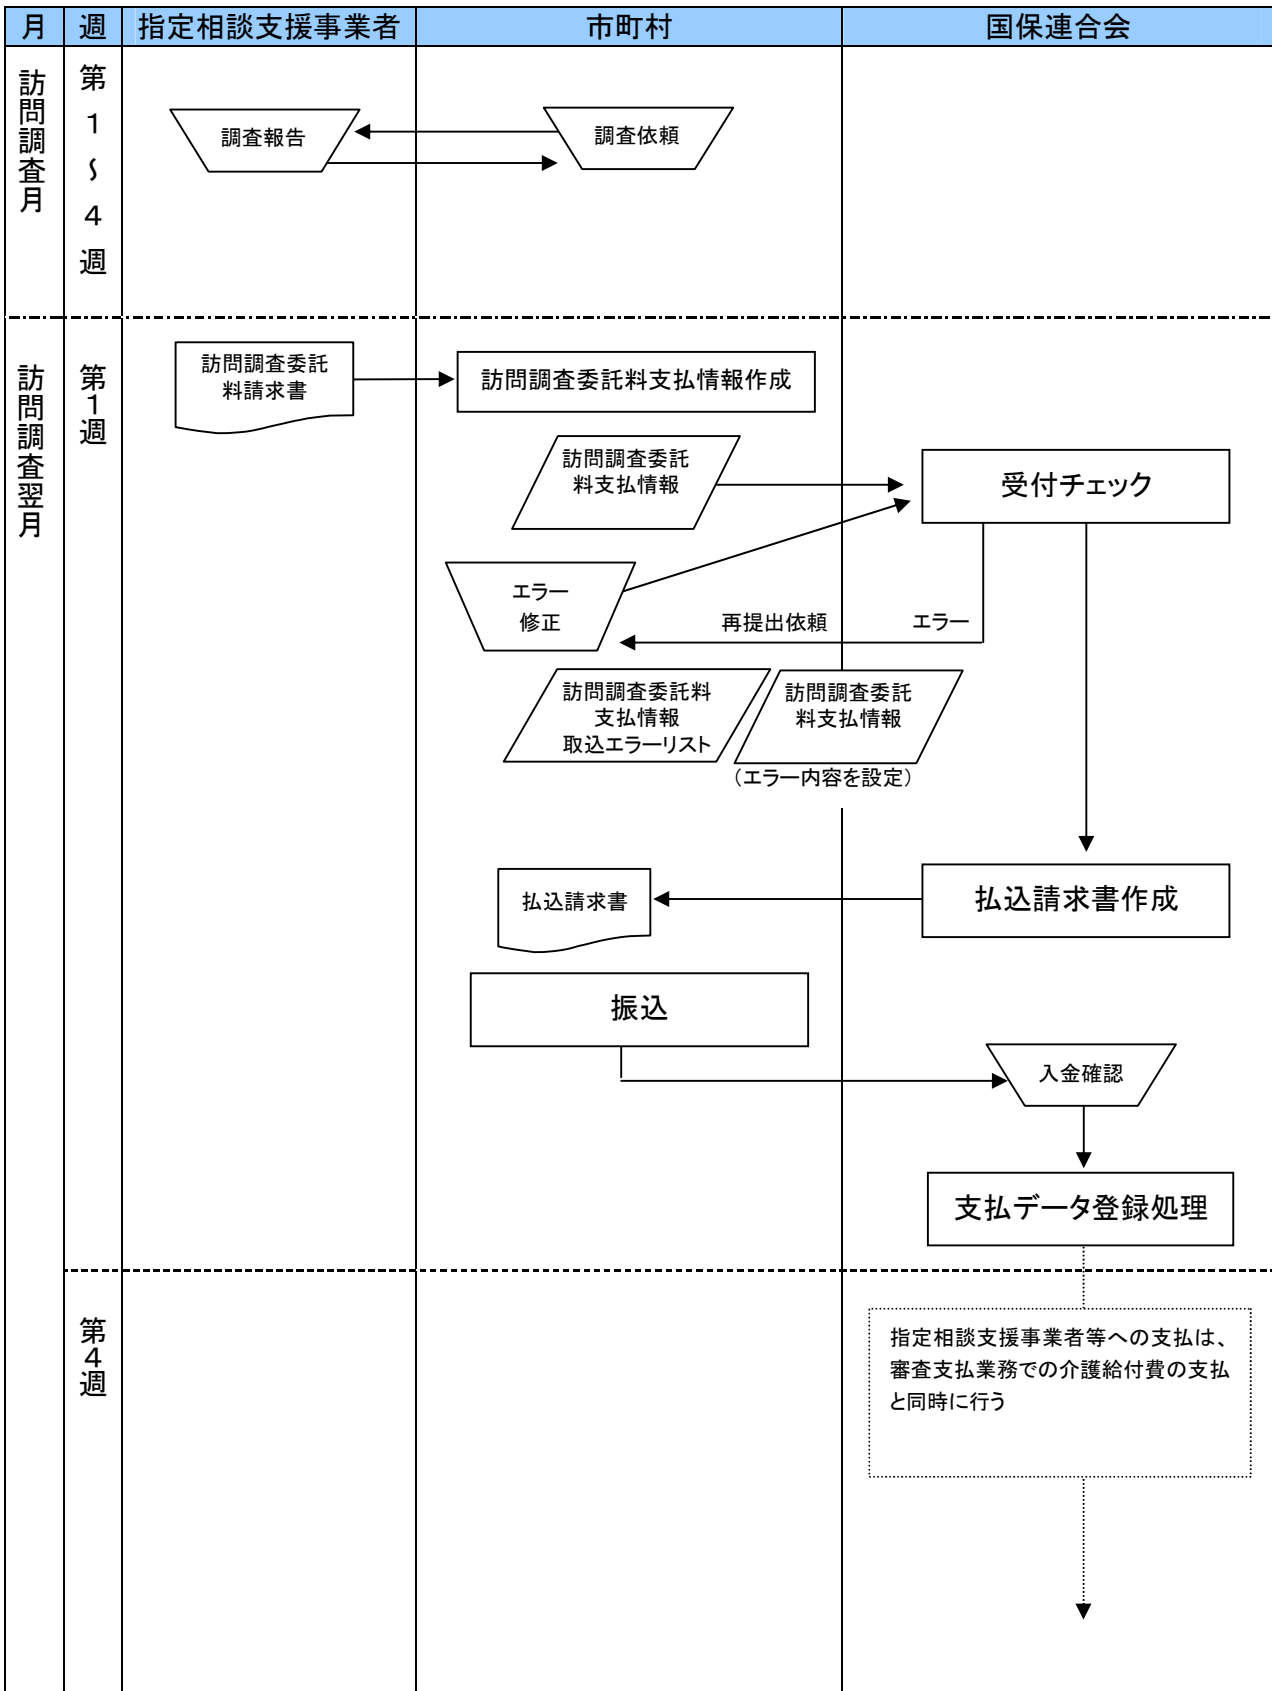 月 週 指定相談支援事業者 市町村 国保連合会
訪問調査月
第1～4週
調査報告
調査依頼
訪問調査翌月
第1週
訪問調査委託
料請求書
訪問調査委託料支払情報作成
訪問調査委託
料支払情報
受付チェック
エラー
修正
再提出依頼
エラー
訪問調査委託料
支払情報
取込エラーリスト
訪問調査委託
料支払情報
（エラー内容を設定）
払込請求書
払込請求書作成
振込
入金確認
支払データ登録処理
第4週
指定相談支援事業者等への支払は、
審査支払業務での介護給付費の支払
と同時に行う